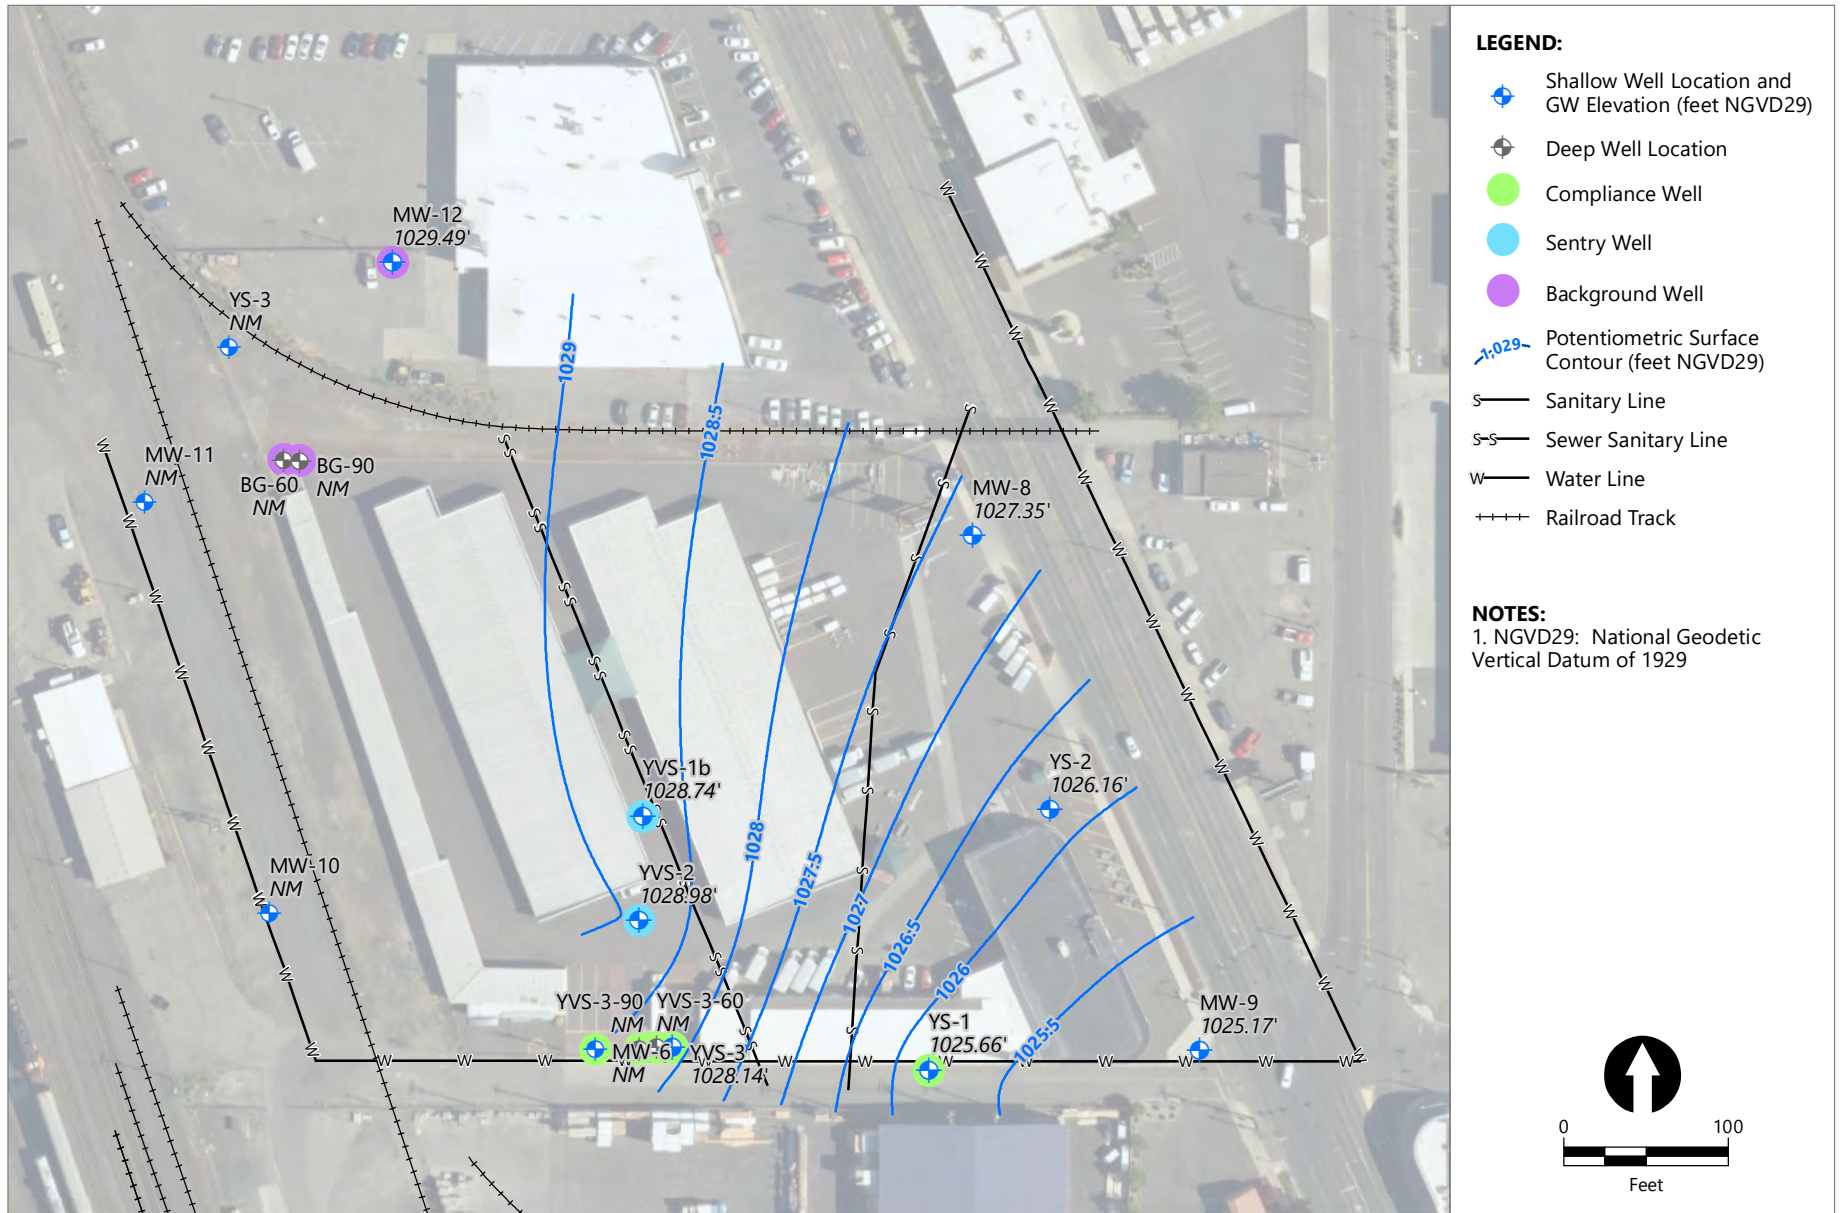 MW-12
1029.49'
YS-3
NM
1029
1028.5
MW-11
NM
BG-60
NM
BG-90
NM
MW-8
1027.35'
YVS-1b
1028.74'
YS-2
1026.16'
MW-10
NM
YVS-2
1028.98'
1028
1027.5
1027
1026.5
1026
1025.5
YVS-3-90
NM
YVS-3-60
NM
MW-6
NM
YVS-3
1028.14'
YS-1
1025.66'
MW-9
1025.17'
LEGEND:
Shallow Well Location and
GW Elevation (feet NGVD29)
Deep Well Location
Compliance Well
Sentry Well
Background Well
1,029
Potentiometric Surface
Contour (feet NGVD29)
S
Sanitary Line
S-S
Sewer Sanitary Line
W
Water Line
Railroad Track
NOTES:
1. NGVD29:  National Geodetic
Vertical Datum of 1929
0 100
Feet